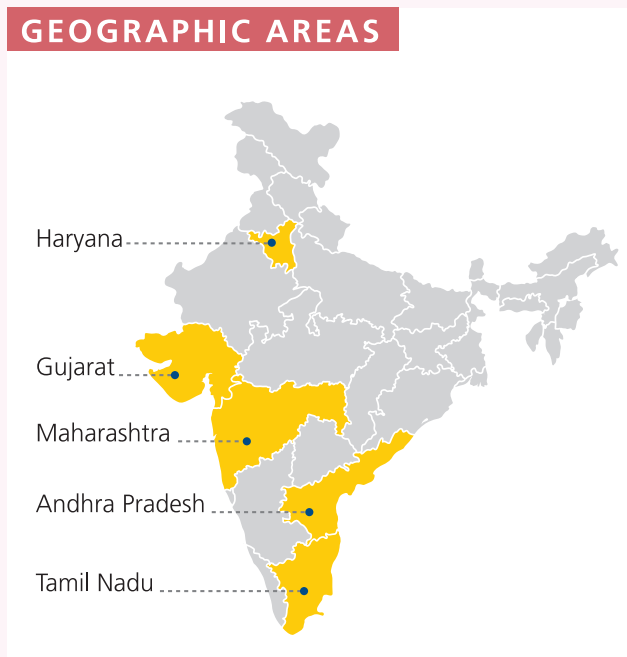 GEOGRAPHIC AREAS
Haryana
Gujarat
Maharashtra
Andhra Pradesh
Tamil Nadu